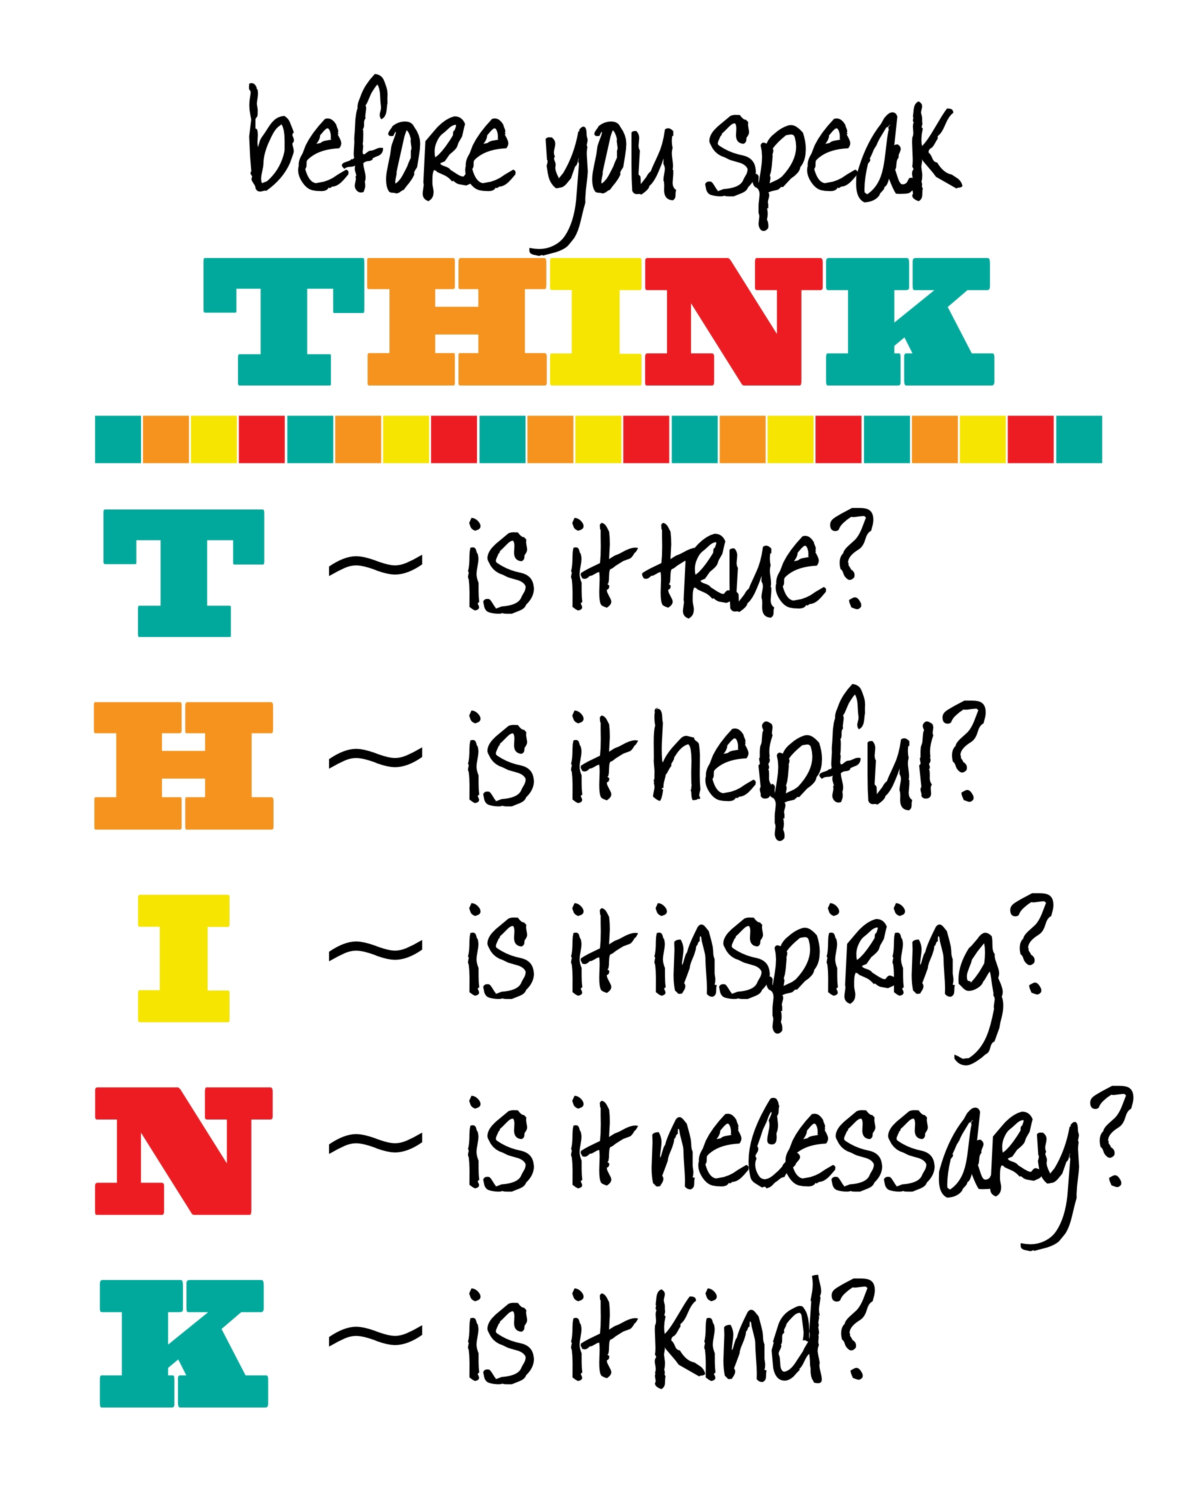 before you speak
THINK
T ~ is it true?
H ~ is it helpful?
I ~ is it inspiring?
N ~ is it necessary?
K ~ is it kind?